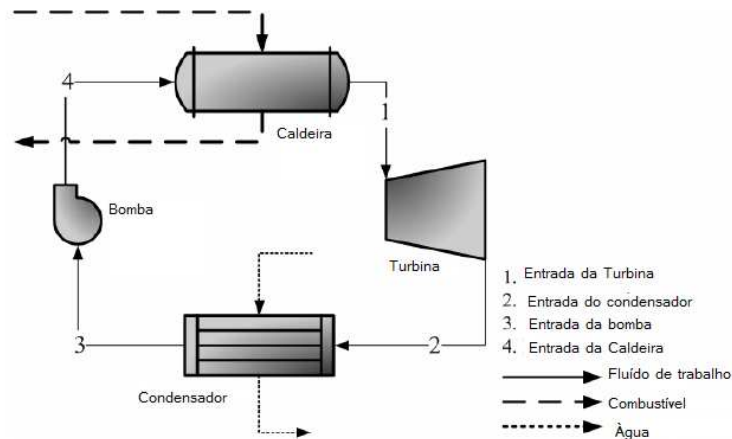 4
1
Caldeira
Bomba
Turbina
3
2
Condensador
1. Entrada da Turbina
2. Entrada do condensador
3. Entrada da bomba
4. Entrada da Caldeira
Fluído de trabalho
Combustível
Àgua